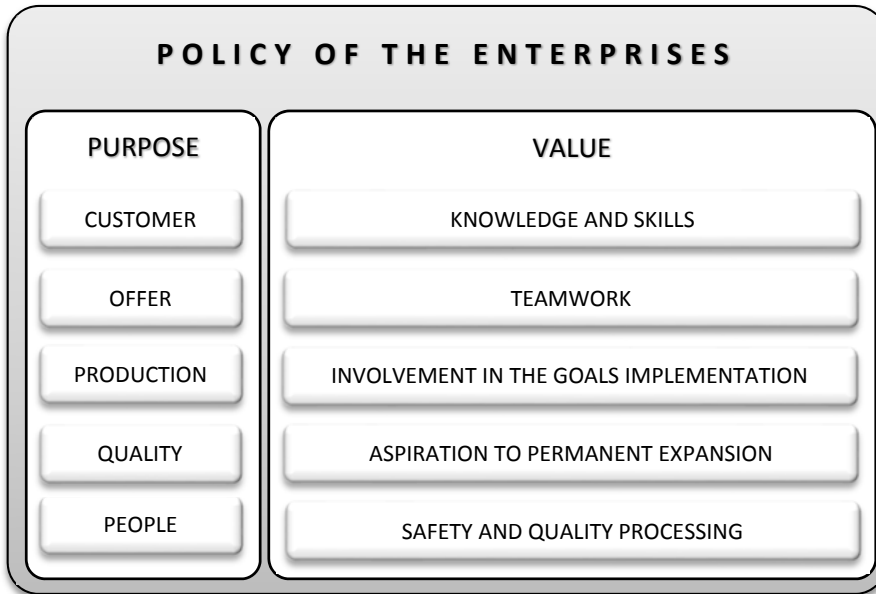 POLICY OF THE ENTERPRISES
PURPOSE
CUSTOMER
OFFER
PRODUCTION
QUALITY
PEOPLE
VALUE
KNOWLEDGE AND SKILLS
TEAMWORK
INVOLVEMENT IN THE GOALS IMPLEMENTATION
ASPIRATION TO PERMANENT EXPANSION
SAFETY AND QUALITY PROCESSING